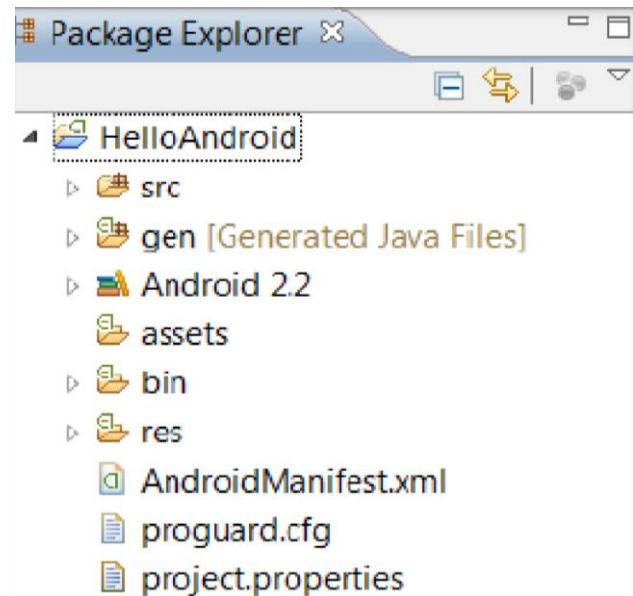 Package Explorer
HelloAndroid
src
gen [Generated Java Files]
Android 2.2
assets
bin
res
AndroidManifest.xml
proguard.cfg
project.properties